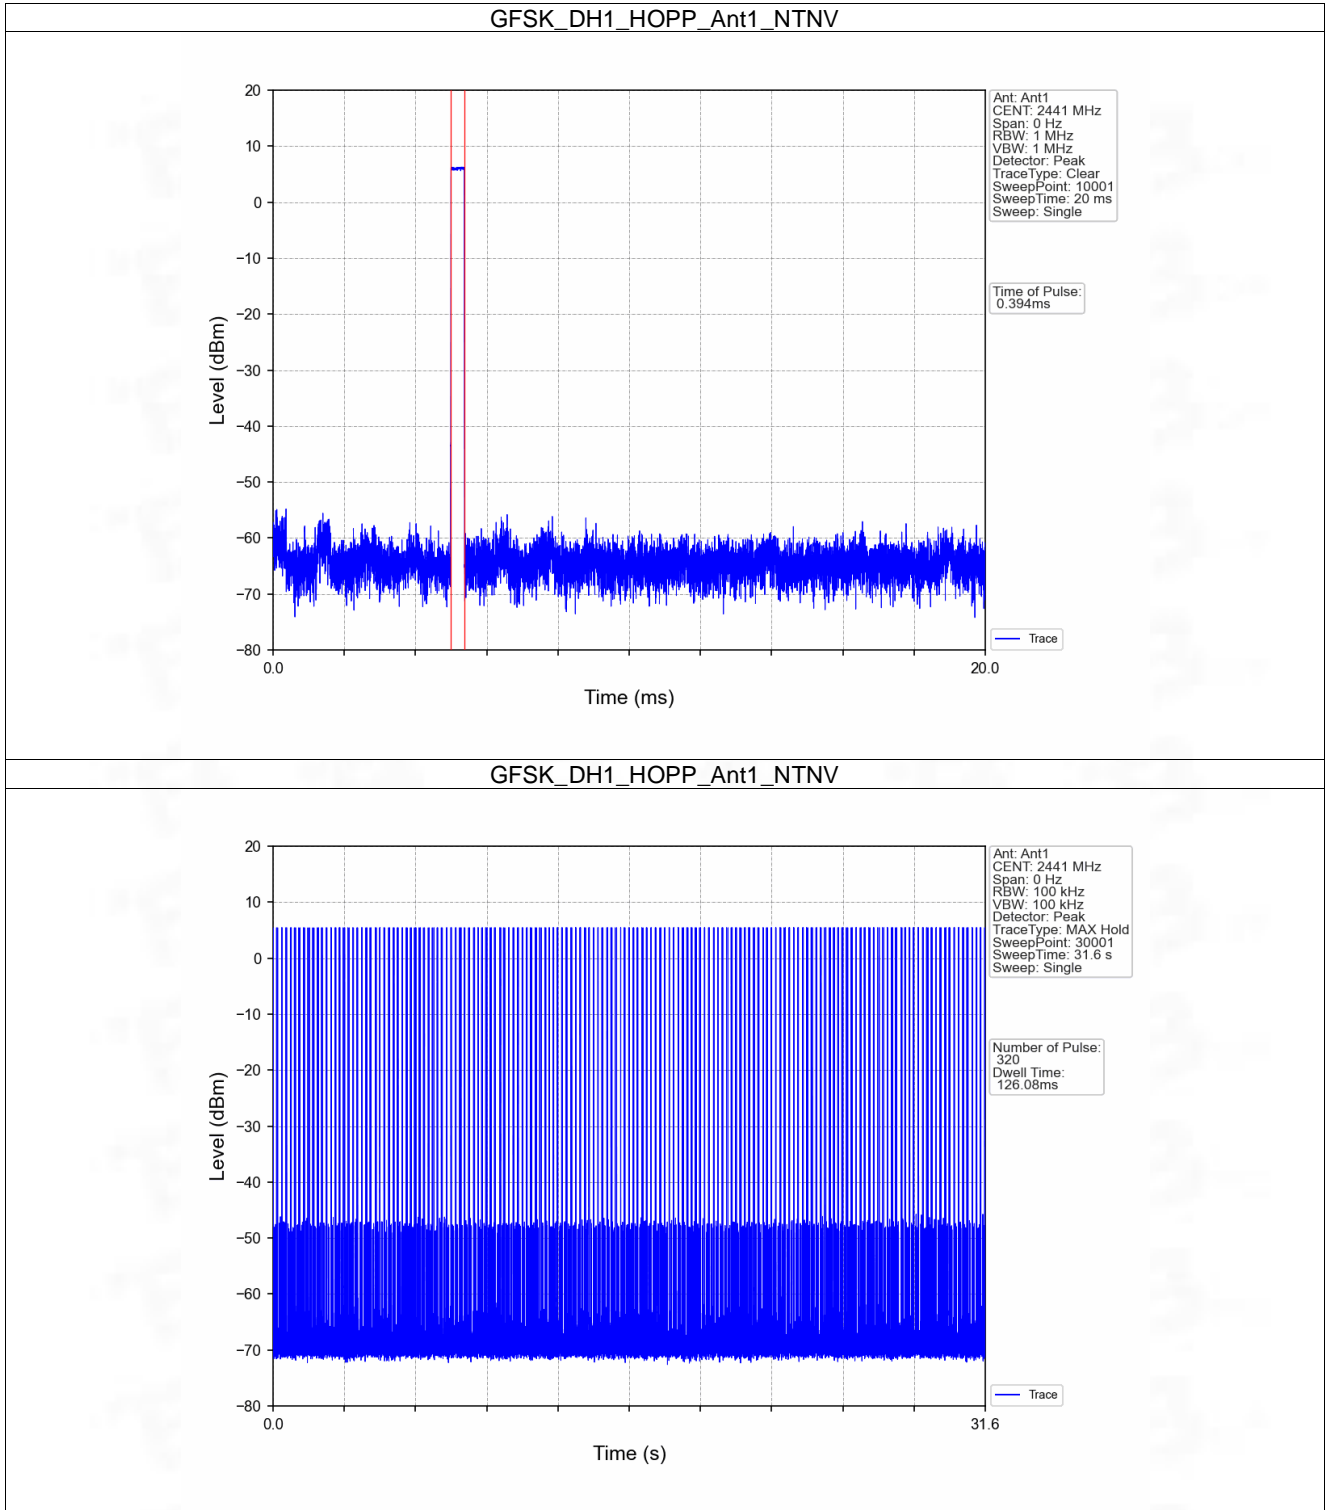 GFSK_DH1_HOPP_Ant1_NTNV
20
10
0
−10
−20
−30
−40
−50
−60
−70
−80
Level (dBm)
0.0
20.0
Time (ms)
Ant: Ant1
CENT: 2441 MHz
Span: 0 Hz
RBW: 1 MHz
VBW: 1 MHz
Detector: Peak
TraceType: Clear
SweepPoint: 10001
SweepTime: 20 ms
Sweep: Single
Time of Pulse:
0.394ms
Trace
GFSK_DH1_HOPP_Ant1_NTNV
20
10
0
−10
−20
−30
−40
−50
−60
−70
−80
Level (dBm)
0.0
31.6
Time (s)
Ant: Ant1
CENT: 2441 MHz
Span: 0 Hz
RBW: 100 kHz
VBW: 100 kHz
Detector: Peak
TraceType: MAX Hold
SweepPoint: 30001
SweepTime: 31.6 s
Sweep: Single
Number of Pulse:
320
Dwell Time:
126.08ms
Trace